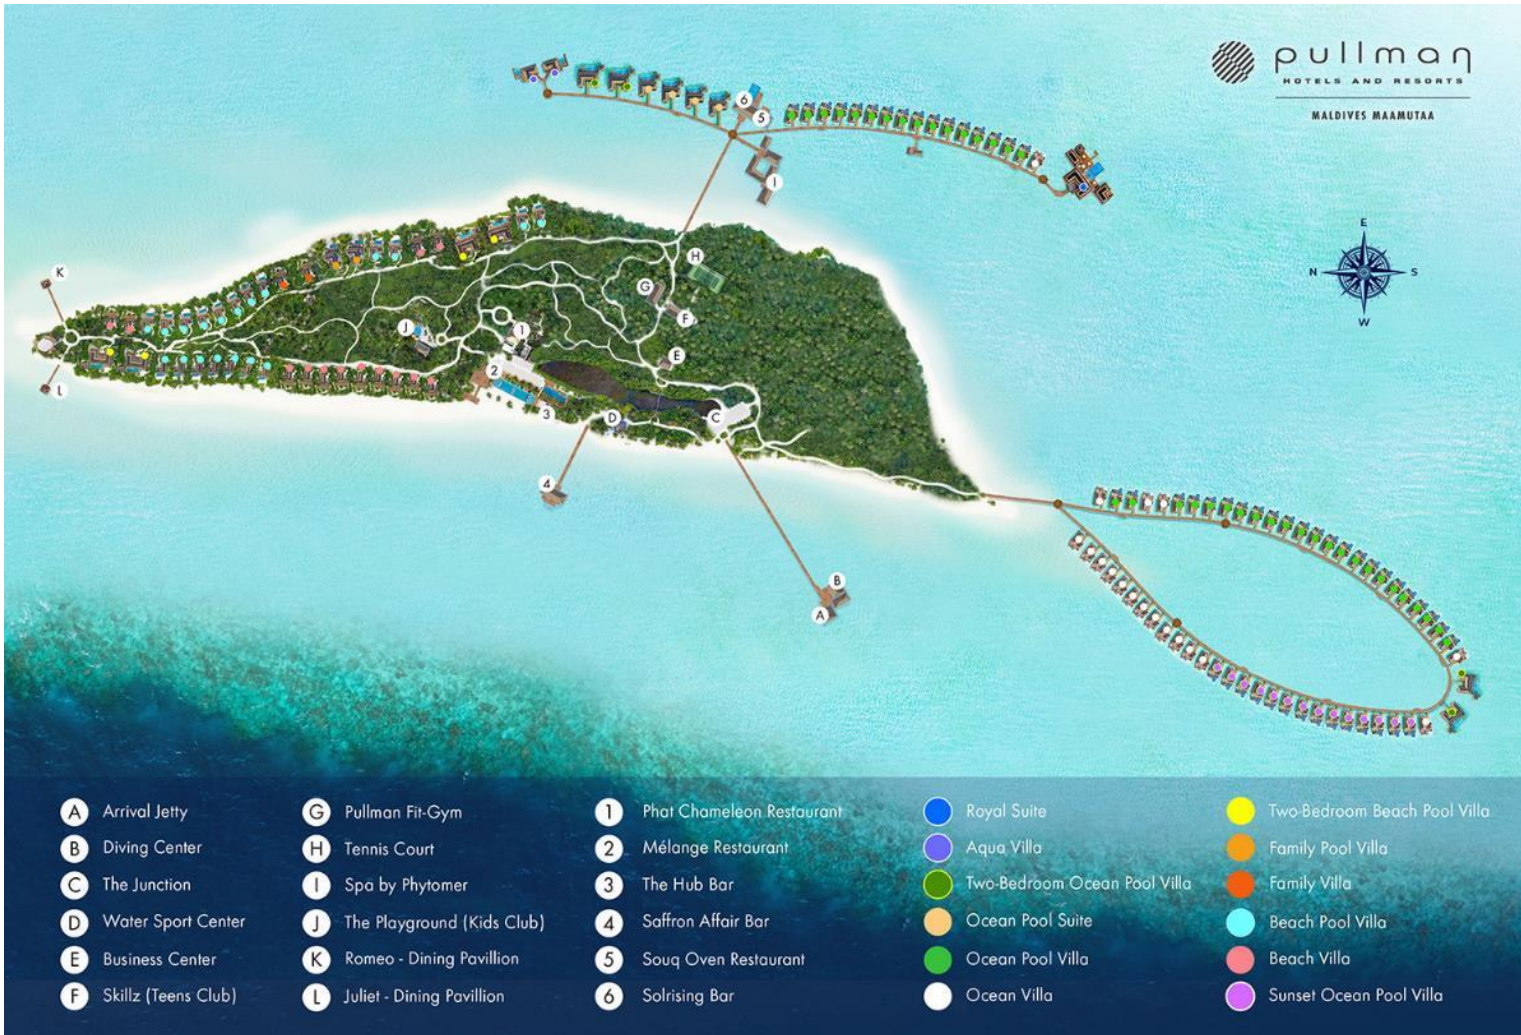 pullman
HOTELS AND RESORTS
MALDIVES MAAMUTAA
6
5
I
E
N S
W
K
H
G
F
J
1
E
L
2
3
D
C
4
B
A
A Arrival Jetty
B Diving Center
C The Junction
D Water Sport Center
E Business Center
F Skillz (Teens Club)
G Pullman Fit-Gym
H Tennis Court
I Spa by Phytomer
J The Playground (Kids Club)
K Romeo - Dining Pavillion
L Juliet - Dining Pavillion
1 Phat Chameleon Restaurant
2 Mélange Restaurant
3 The Hub Bar
4 Saffron Affair Bar
5 Souq Oven Restaurant
6 Solrising Bar
Royal Suite
Aqua Villa
Two-Bedroom Ocean Pool Villa
Ocean Pool Suite
Ocean Pool Villa
Ocean Villa
Two-Bedroom Beach Pool Villa
Family Pool Villa
Family Villa
Beach Pool Villa
Beach Villa
Sunset Ocean Pool Villa